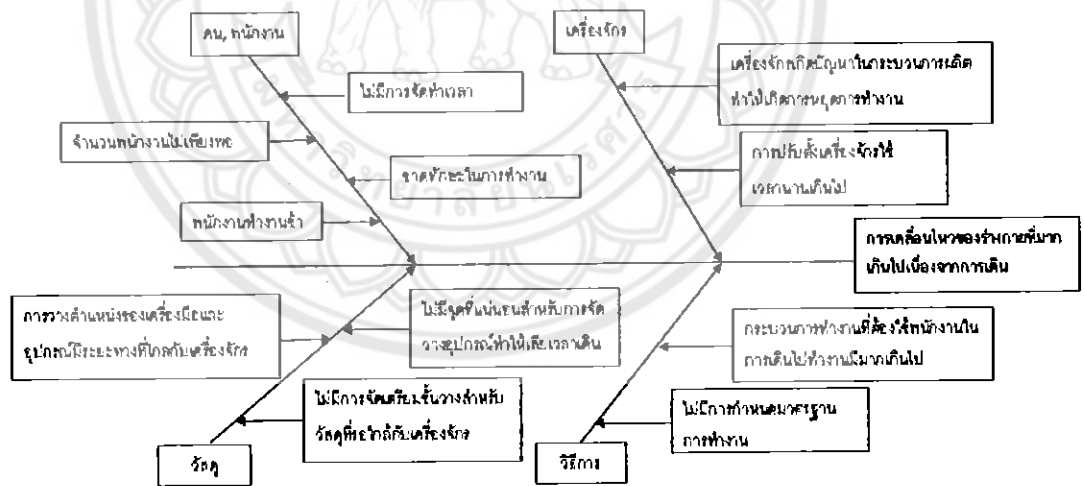 คน, พนักงาน
เครื่องจักร
ไม่มีการจัดทำเวลา
เครื่องจักรเกิดปัญหาในกระบวนการผลิต
ทำให้เกิดการหยุดการทำงาน
จำนวนพนักงานไม่เพียงพอ
การปรับตั้งเครื่องจักรใช้
เวลานานเกินไป
ขาดทักษะในการทำงาน
พนักงานทำงานช้า
การเคลื่อนไหวของร่างกายที่มาก
เกินไปเนื่องจากการเดิน
การวางตำแหน่งของเครื่องมือและ
อุปกรณ์มีระยะทางที่ไกลกับเครื่องจักร
ไม่มีจุดที่แน่นอนสำหรับการจัด
วางอุปกรณ์ทำให้เสียเวลาเดิน
กระบวนการทำงานที่ต้องใช้พนักงานใน
การเดินไปทำงานมีมากเกินไป
ไม่มีการจัดเตรียมชั้นวางสำหรับ
วัสดุที่รอใกล้กับเครื่องจักร
ไม่มีการกำหนดมาตรฐาน
การทำงาน
วัสดุ
วิธีการ